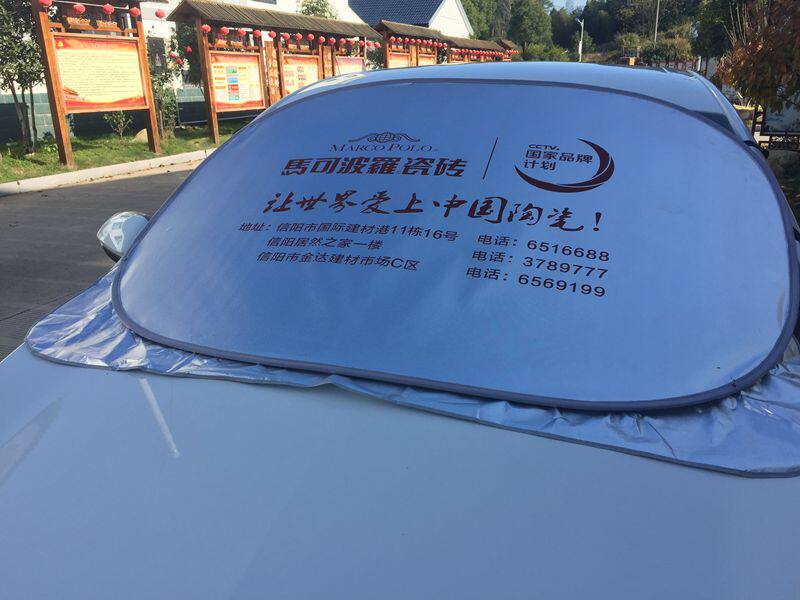 MARCO POLO®
馬可波羅瓷砖
CCTV.
国家品牌
计划
让世界爱上·中国陶瓷!
地址：信阳市国际建材港11栋16号 电话：6516688
信阳居然之家一楼 电话：3789777
信阳市金达建材市场C区 电话：6569199